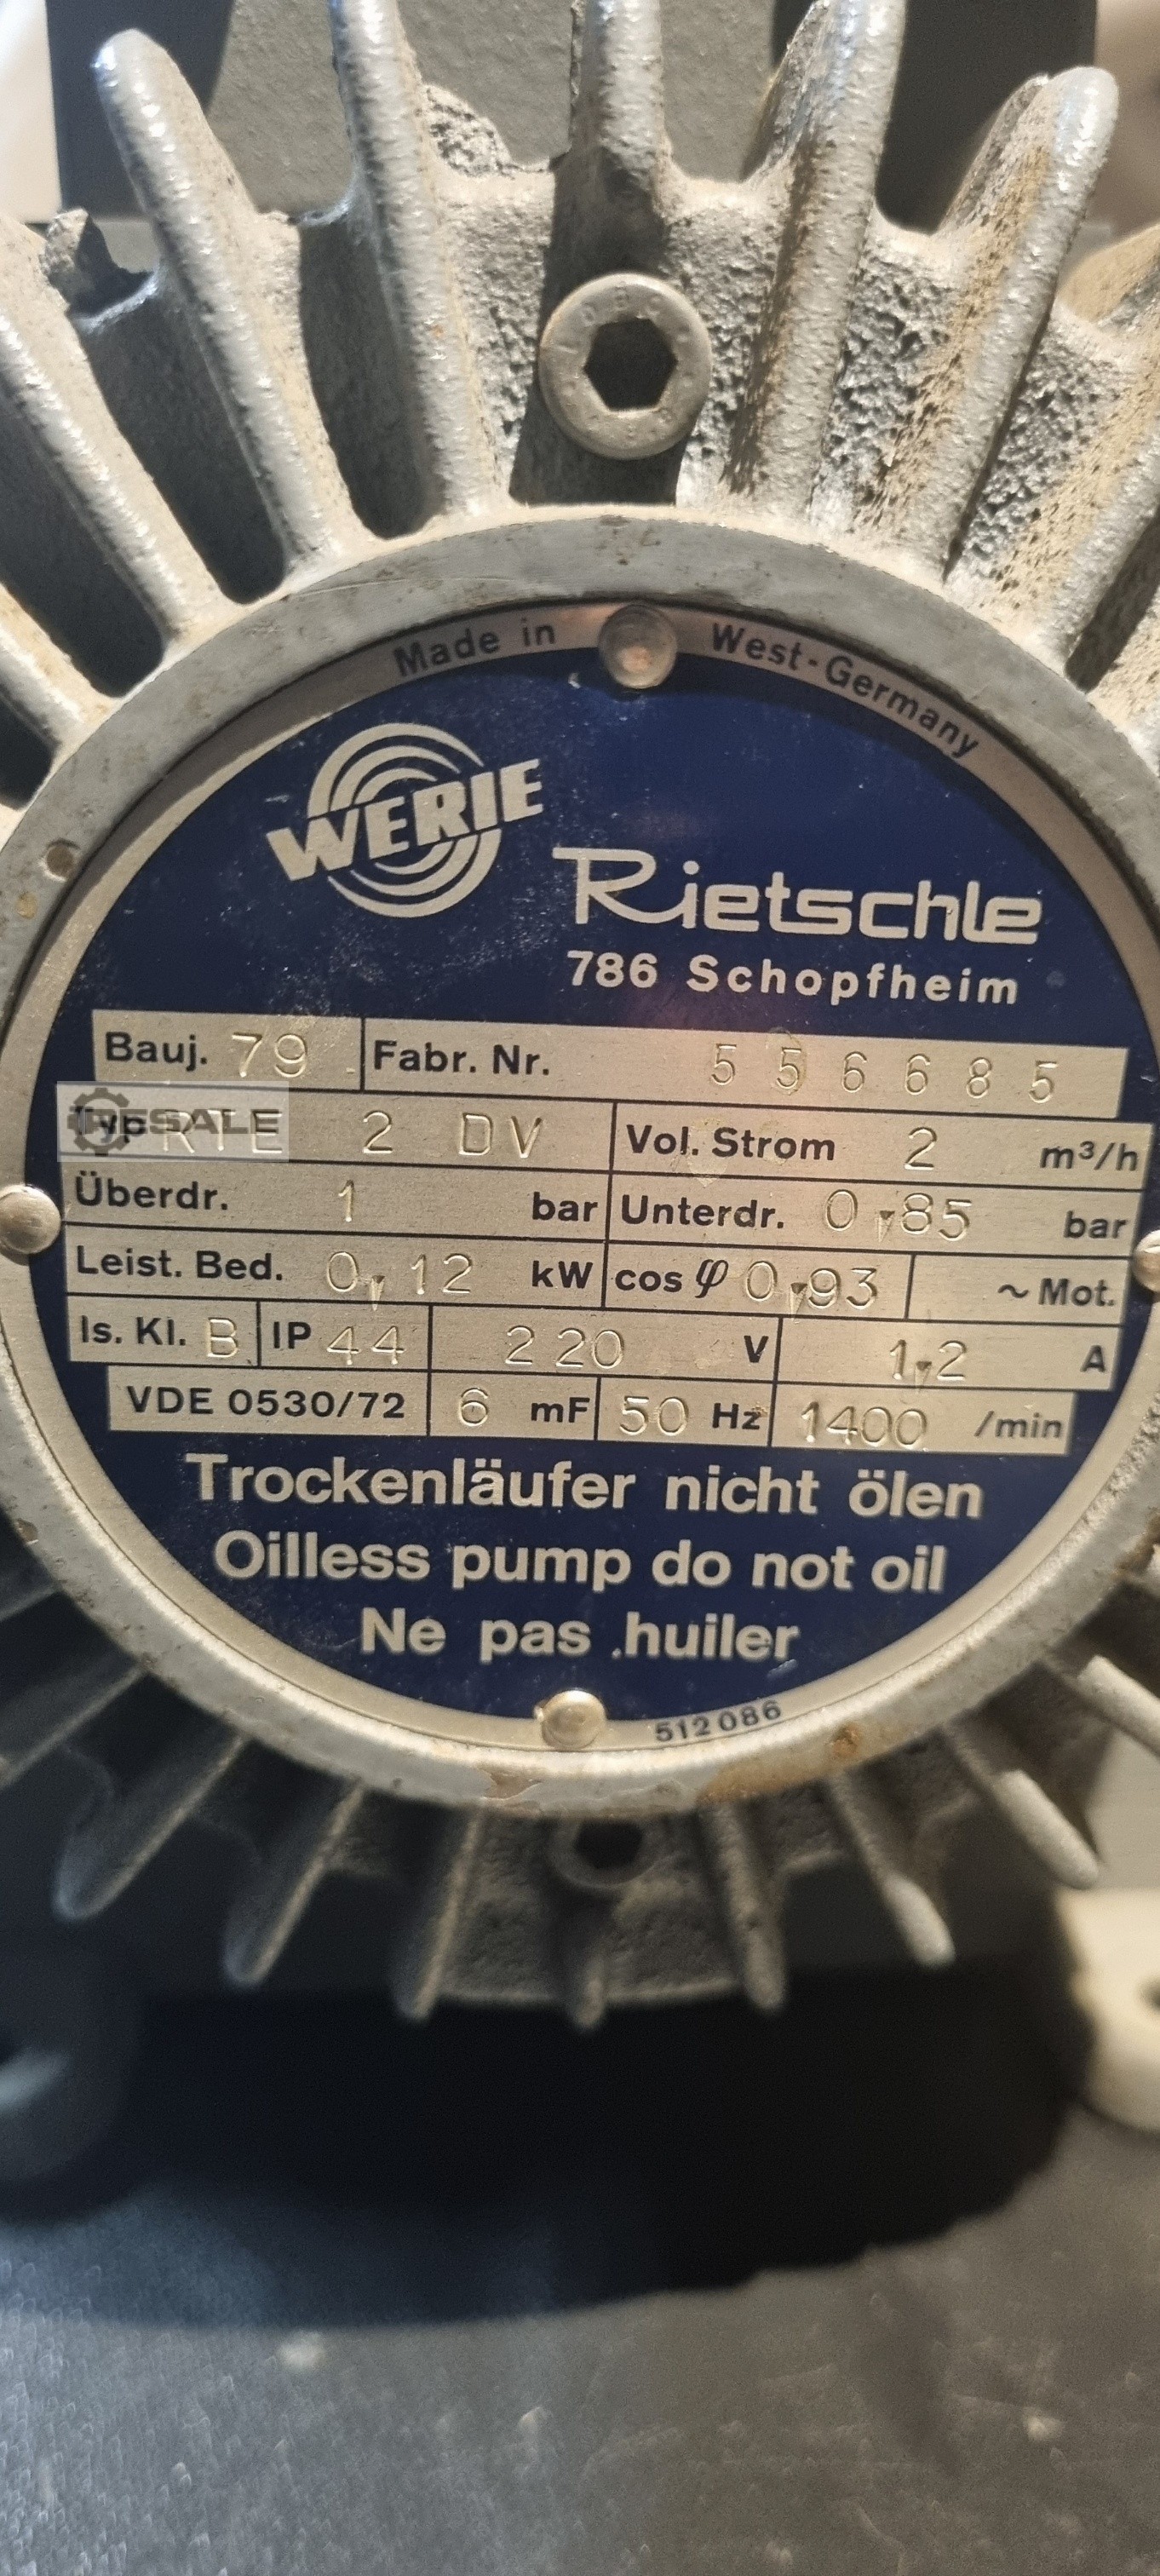 Made in West-Germany
WERIE
Rietschle
786 Schopfheim
Bauj. 79 Fabr. Nr. 556685
Typ RTE 2 DV Vol. Strom 2 m³/h
RESALE
Überdr. 1 bar Unterdr. 0,85 bar
Leist. Bed. 0,12 kW cos φ 0,93 ~ Mot.
Is. Kl. B IP 44 220 V 1,2 A
VDE 0530/72 6 mF 50 Hz 1400 /min
Trockenläufer nicht ölen
Oilless pump do not oil
Ne pas huiler
512086